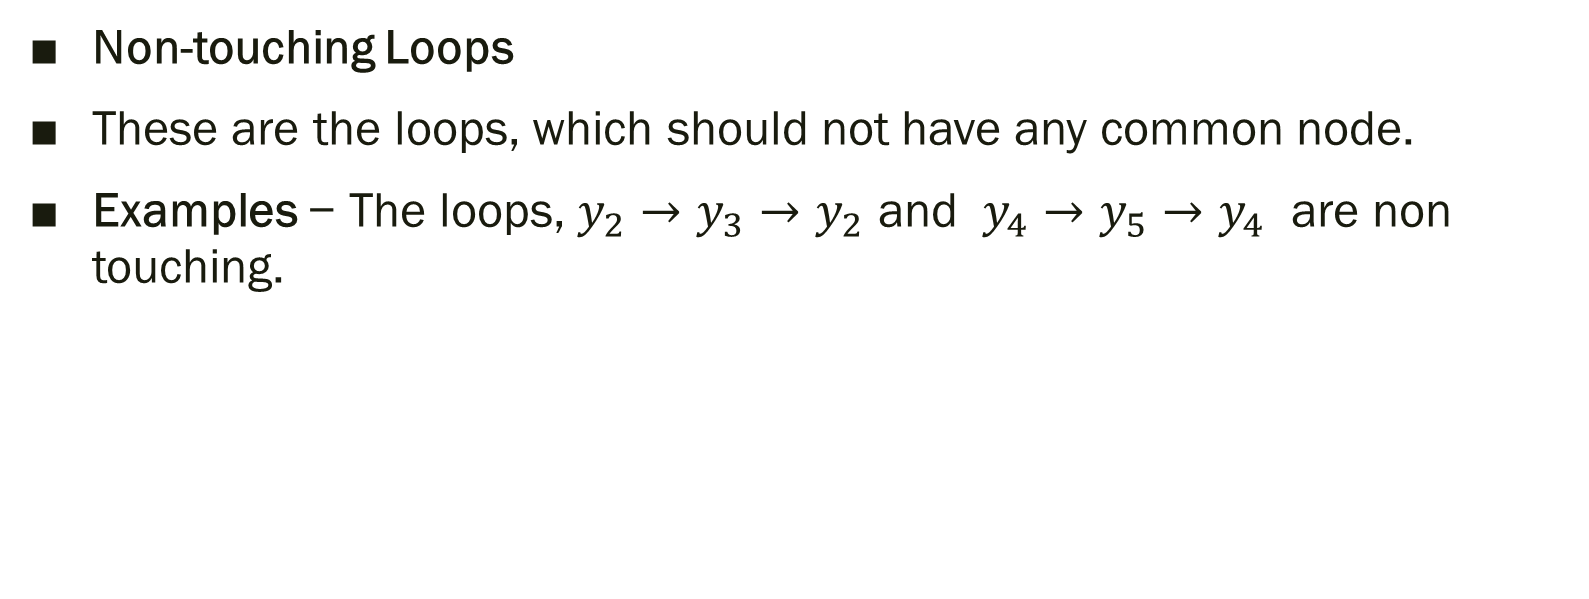 ■ Non-touching Loops
■ These are the loops, which should not have any common node.
■ Examples − The loops, y₂ → y₃ → y₂ and y₄ → y₅ → y₄ are non
touching.